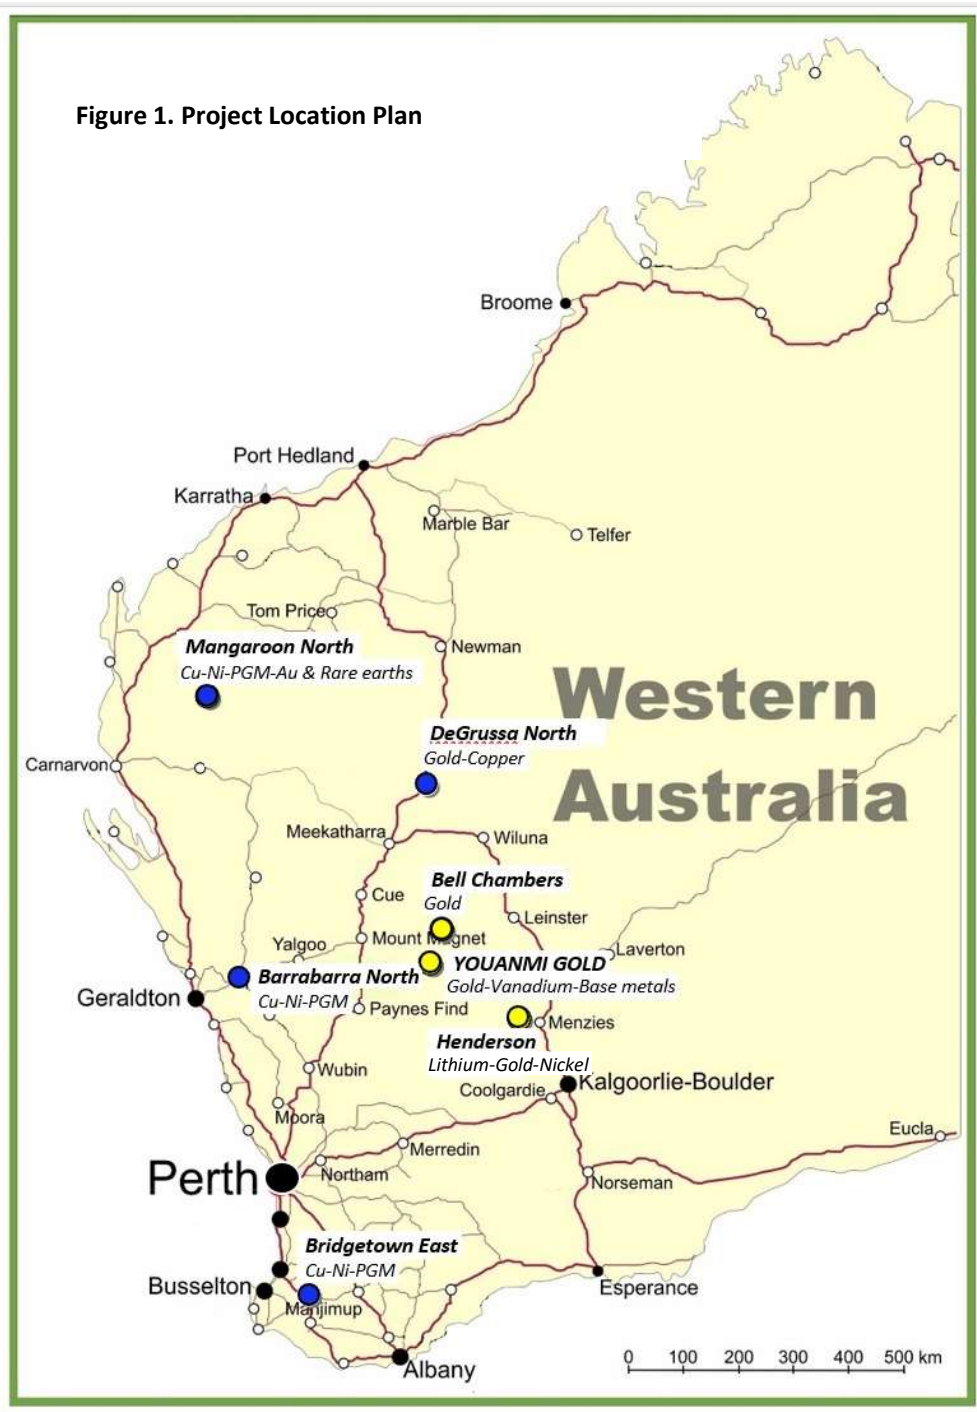 Figure 1. Project Location Plan
Broome
Port Hedland
Karratha
Marble Bar
Telfer
Tom Price
Newman
Mangaroon North
Cu-Ni-PGM-Au & Rare earths
Western
Australia
DeGrussa North
Gold-Copper
Carnarvon
Meekatharra
Wiluna
Bell Chambers
Gold
Cue
Leinster
Mount Magnet
Yalgoo
Laverton
YOUANMI GOLD
Gold-Vanadium-Base metals
Barrabarra North
Cu-Ni-PGM
Geraldton
Paynes Find
Menzies
Henderson
Lithium-Gold-Nickel
Wubin
Kalgoorlie-Boulder
Coolgardie
Moora
Eucla
Merredin
Perth
Northam
Norseman
Bridgetown East
Cu-Ni-PGM
Busselton
Manjimup
Esperance
Albany
0 100 200 300 400 500 km